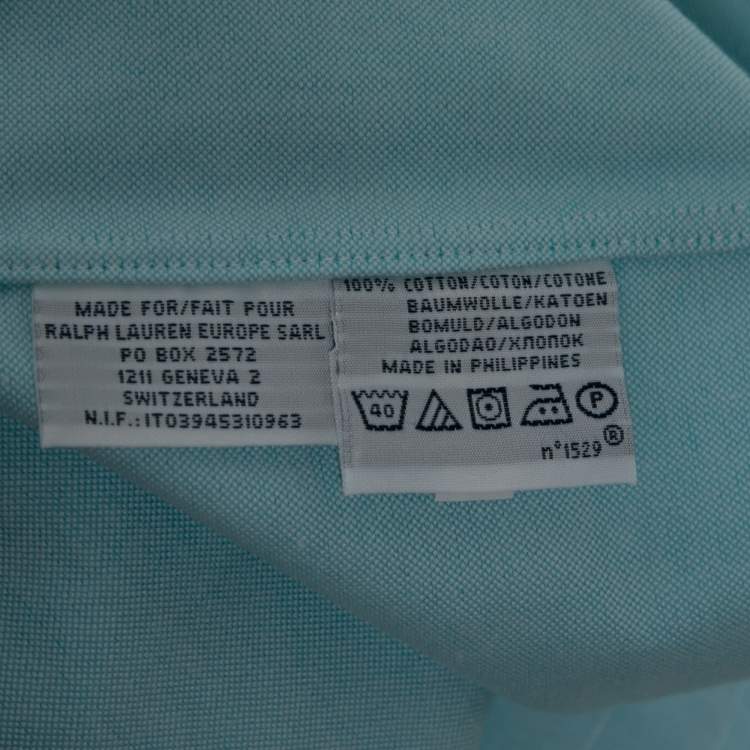 MADE FOR/FAIT POUR
RALPH LAUREN EUROPE SARL
PO BOX 2572
1211 GENEVA 2
SWITZERLAND
N.I.F.:IT03945310963
100% COTTON/COTON/COTONE
BAUMWOLLE/KATOEN
BOMULD/ALGODON
ALGODAO/ХЛОПОК
MADE IN PHILIPPINES
40 P
n°1529®